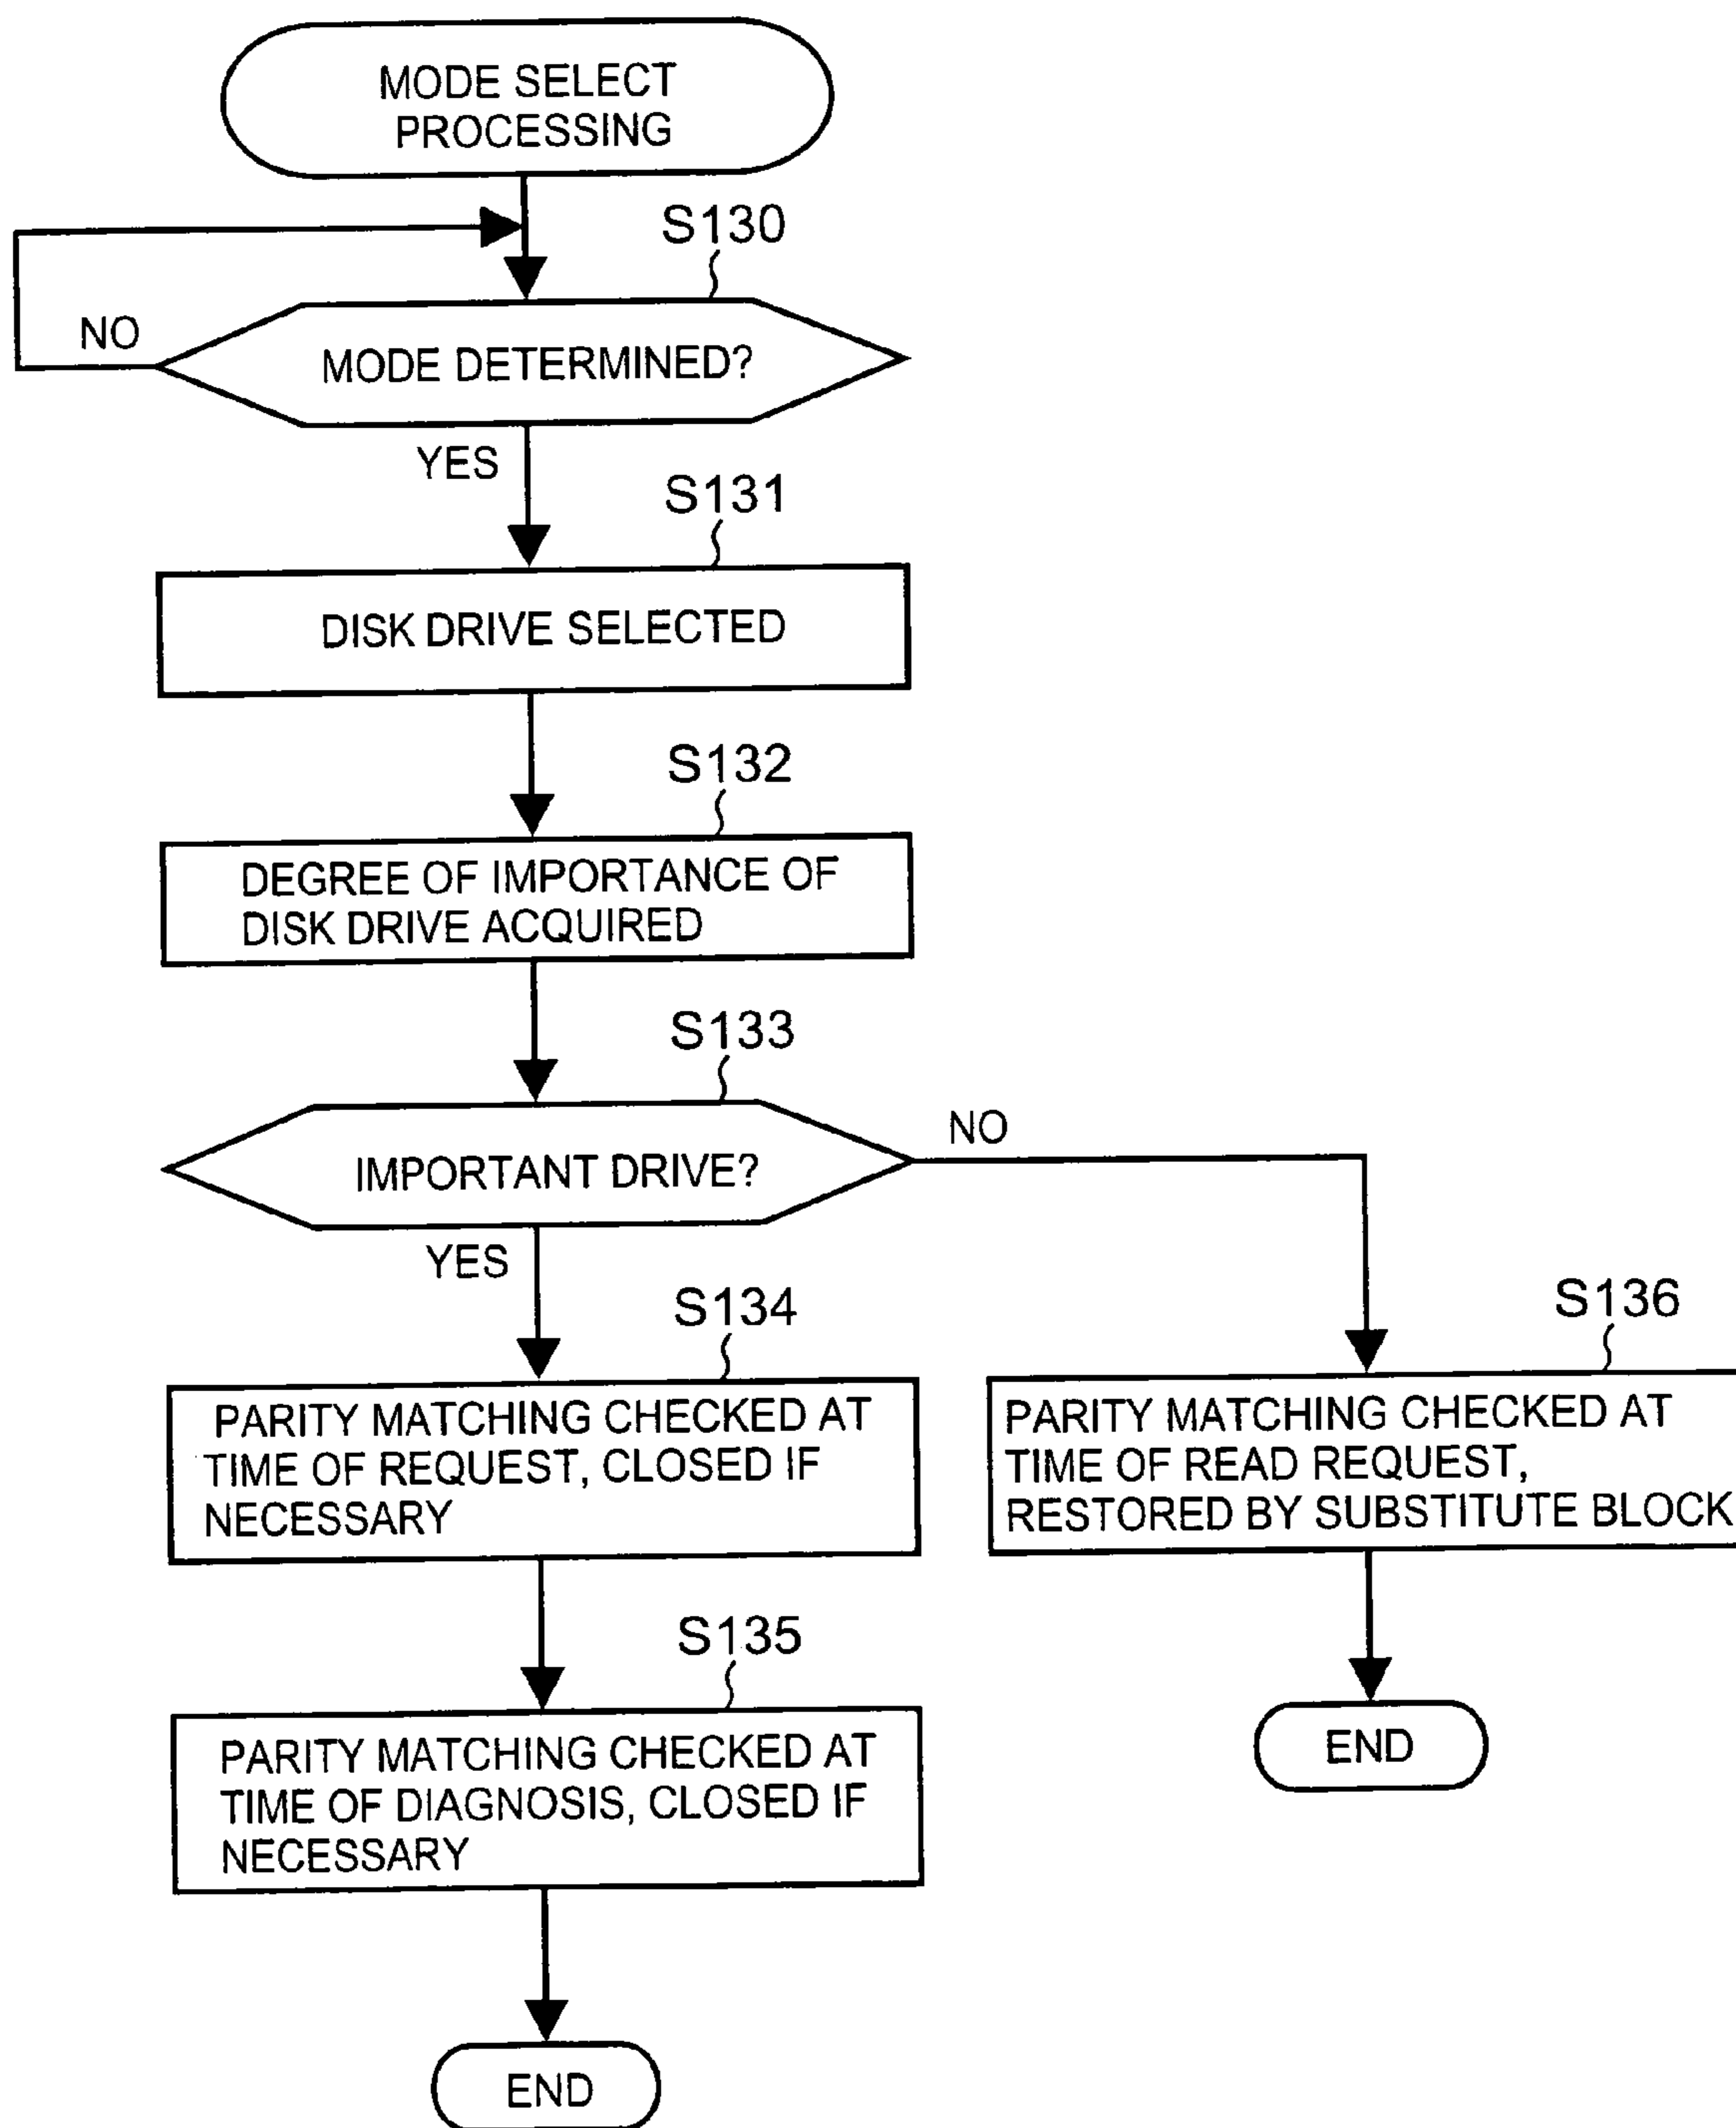 MODE SELECT
PROCESSING
S130
NO
MODE DETERMINED?
YES
S131
DISK DRIVE SELECTED
S132
DEGREE OF IMPORTANCE OF
DISK DRIVE ACQUIRED
S133
NO
IMPORTANT DRIVE?
YES
S134
PARITY MATCHING CHECKED AT
TIME OF REQUEST, CLOSED IF
NECESSARY
S136
PARITY MATCHING CHECKED AT
TIME OF READ REQUEST,
RESTORED BY SUBSTITUTE BLOCK
S135
PARITY MATCHING CHECKED AT
TIME OF DIAGNOSIS, CLOSED IF
NECESSARY
END
END